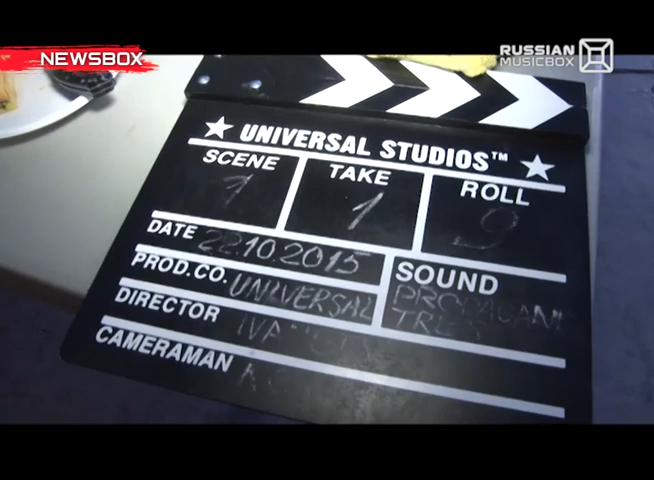 NEWSBOX
RUSSIAN
MUSICBOX
UNIVERSAL STUDIOS™
SCENE TAKE ROLL
1 1 9
DATE 22.10.2015
SOUND
PROD.CO. UNIVERSAL
DIRECTOR
CAMERAMAN